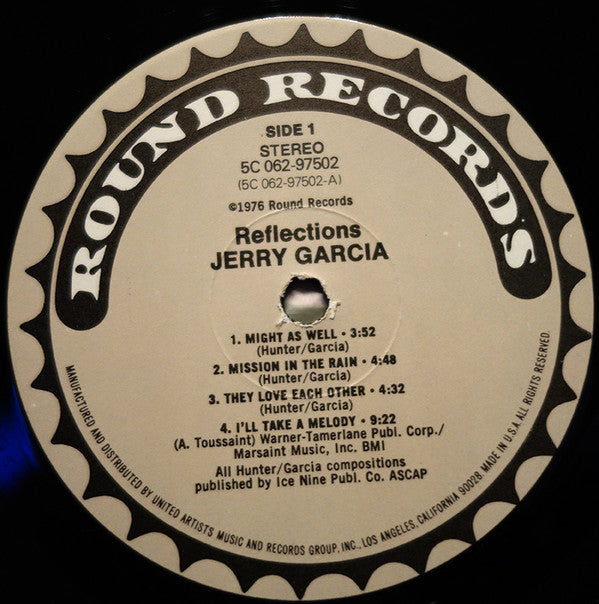 ROUND RECORDS
SIDE 1
STEREO
5C 062-97502
(5C 062-97502-A)
©1976 Round Records
Reflections
JERRY GARCIA
1. MIGHT AS WELL • 3:52
(Hunter/Garcia)
2. MISSION IN THE RAIN • 4:48
(Hunter/Garcia)
3. THEY LOVE EACH OTHER • 4:32
(Hunter/Garcia)
4. I'LL TAKE A MELODY • 9:22
(A. Toussaint) Warner-Tamerlane Publ. Corp./
Marsaint Music, Inc. BMI
All Hunter/Garcia compositions
published by Ice Nine Publ. Co. ASCAP
MANUFACTURED AND DISTRIBUTED BY UNITED ARTISTS MUSIC AND RECORDS GROUP, INC., LOS ANGELES, CALIFORNIA 90028. MADE IN U.S.A. ALL RIGHTS RESERVED.